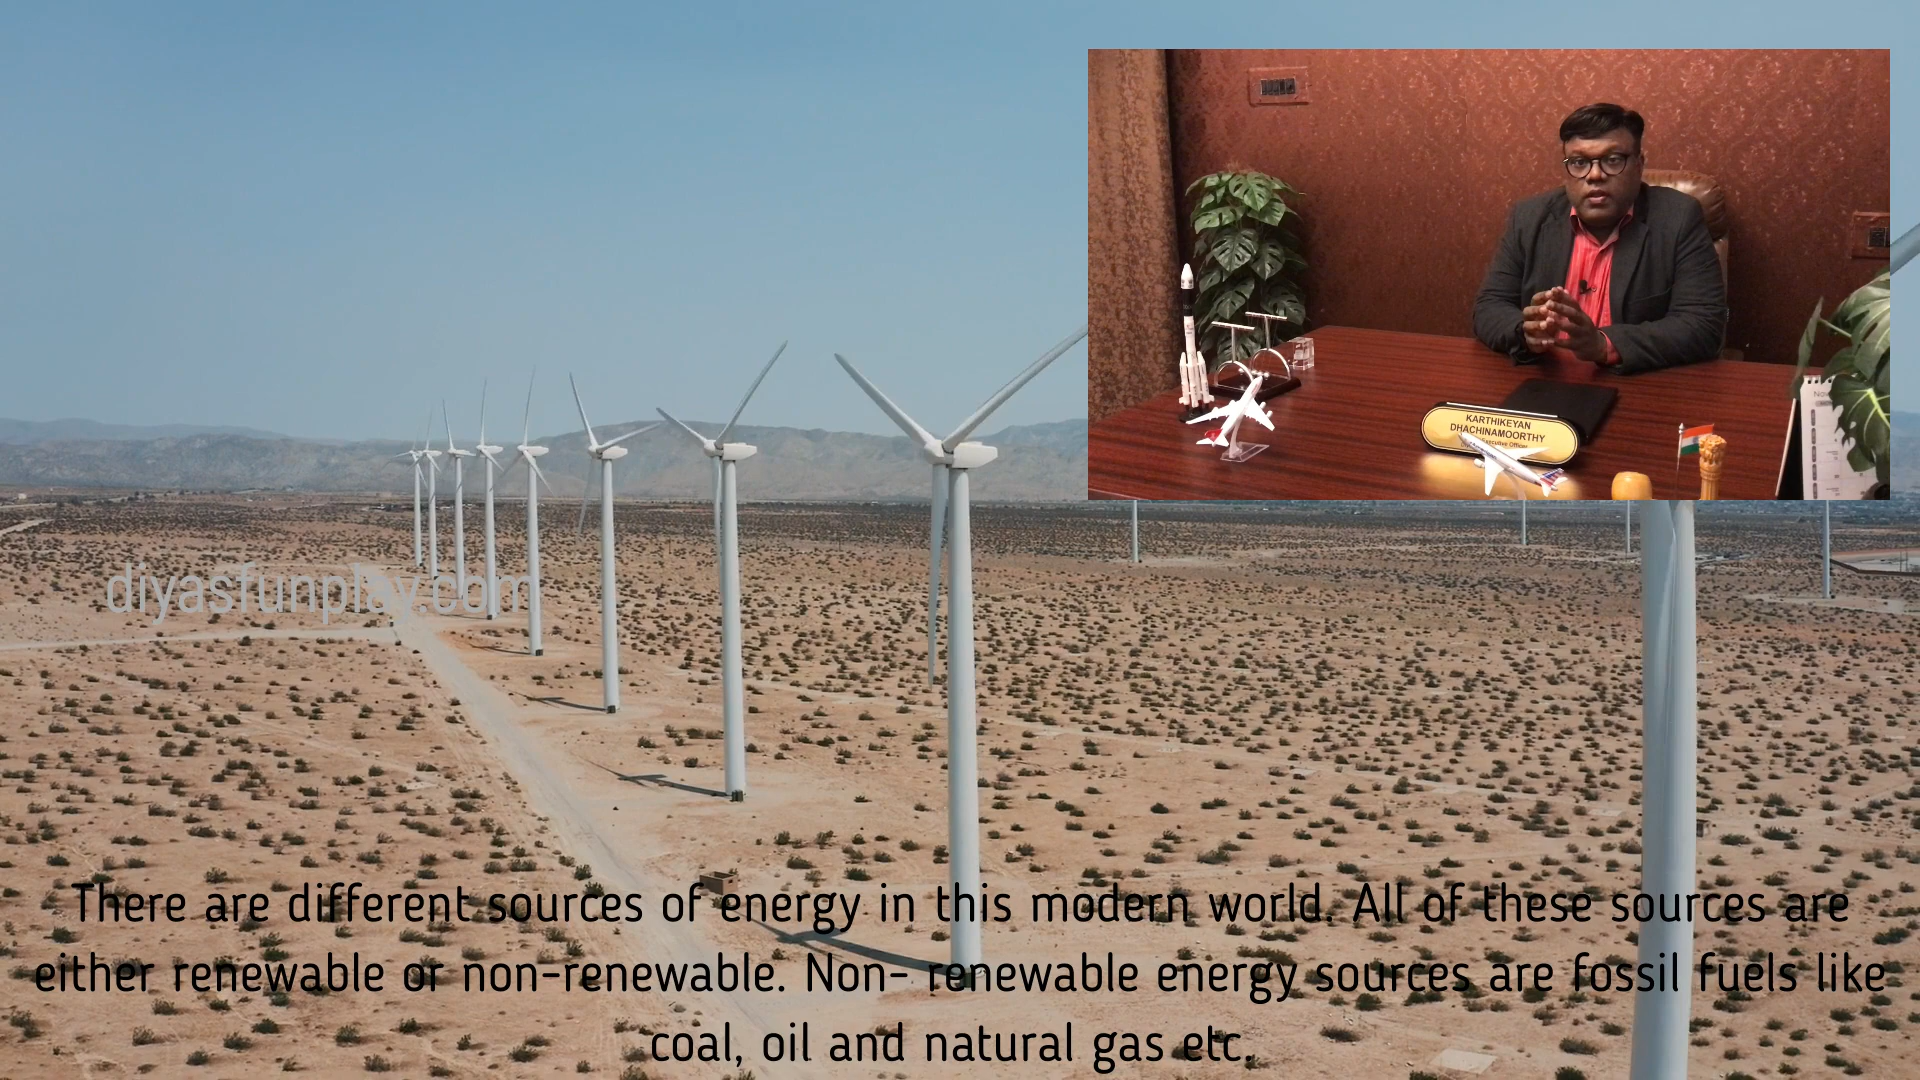 KARTHIKEYAN
DHACHINAMOORTHY
Executive Officer
diyasfunplay.com
There are different sources of energy in this modern world. All of these sources are
either renewable or non-renewable. Non- renewable energy sources are fossil fuels like
coal, oil and natural gas etc.